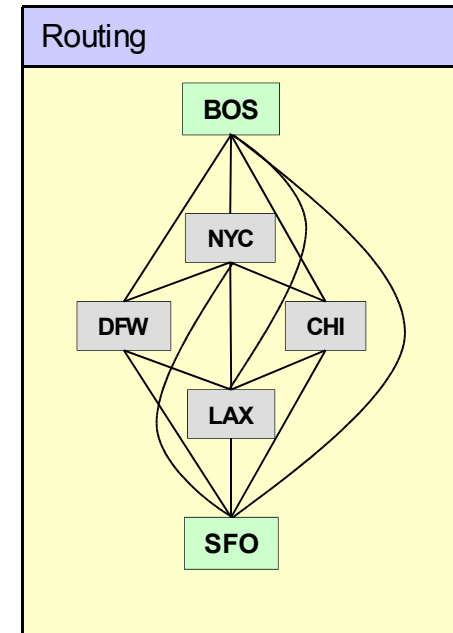 Routing
BOS
NYC
DFW
CHI
LAX
SFO